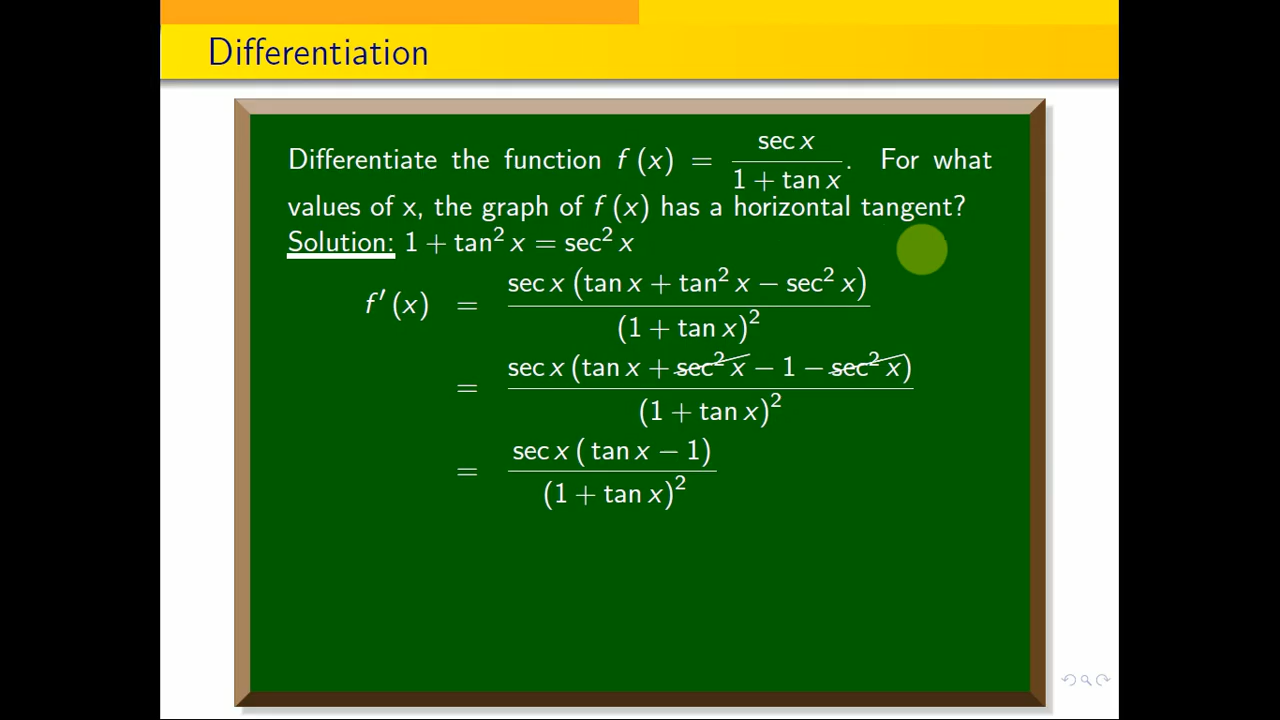 Differentiation
Differentiate the function f (x) = sec x / (1 + tan x). For what
values of x, the graph of f (x) has a horizontal tangent?
Solution: 1 + tan² x = sec² x
f′ (x) = sec x (tan x + tan² x − sec² x) / (1 + tan x)²
= sec x (tan x + sec² x − 1 − sec² x) / (1 + tan x)²
= sec x ( tan x − 1) / (1 + tan x)²